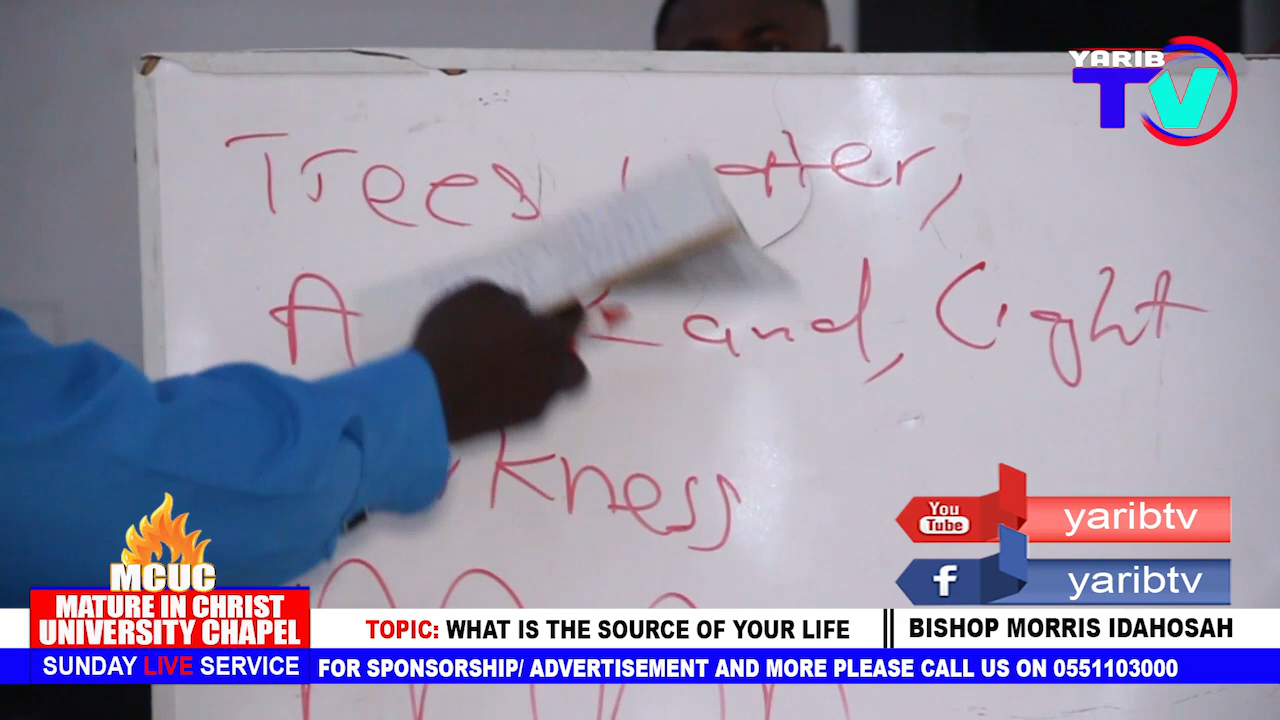 YARIB
TV
Trees
and, Light
kness
You
Tube
yaribtv
f
yaribtv
MCUC
MATURE IN CHRIST
UNIVERSITY CHAPEL
TOPIC: WHAT IS THE SOURCE OF YOUR LIFE
BISHOP MORRIS IDAHOSAH
SUNDAY LIVE SERVICE
FOR SPONSORSHIP/ ADVERTISEMENT AND MORE PLEASE CALL US ON 0551103000